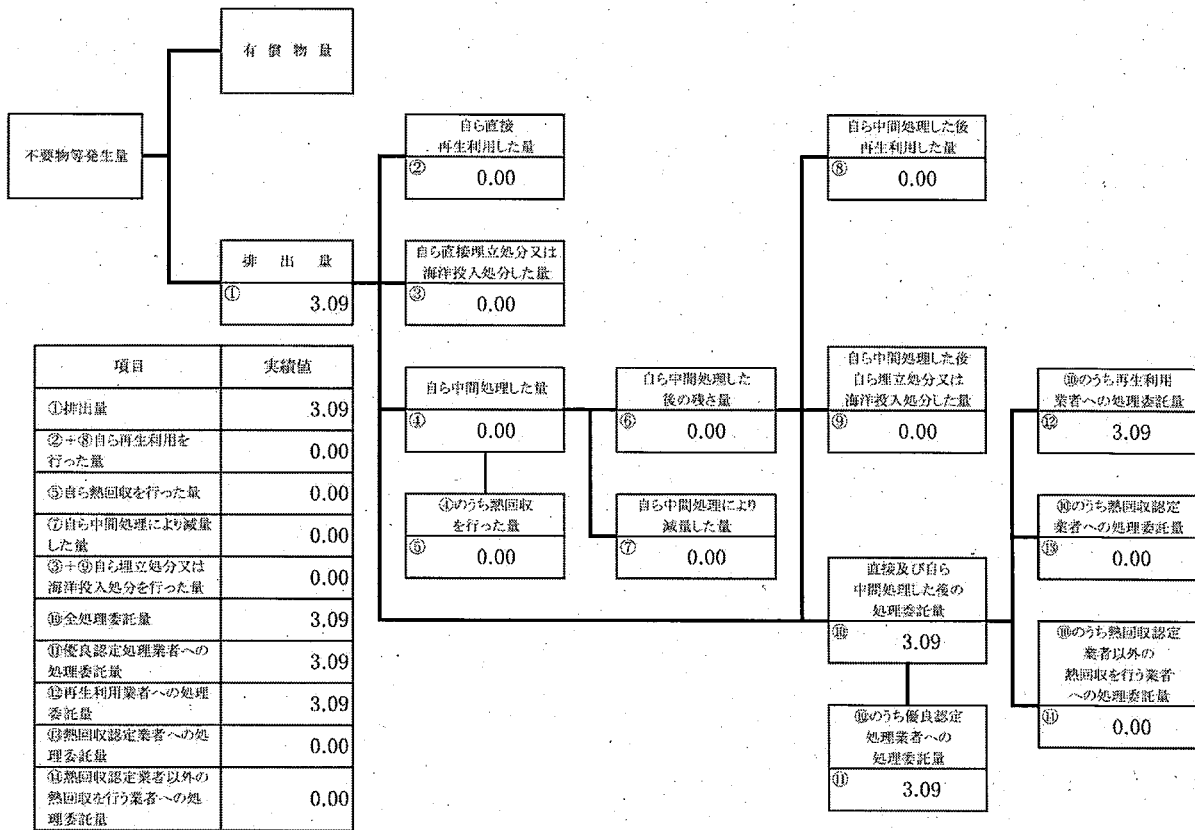 有償物量
不要物等発生量
排出量
① 3.09
自ら直接
再生利用した量
② 0.00
自ら直接埋立処分又は
海洋投入処分した量
③ 0.00
自ら中間処理した量
④ 0.00
④のうち熱回収
を行った量
⑤ 0.00
自ら中間処理した
後の残さ量
⑥ 0.00
自ら中間処理により
減量した量
⑦ 0.00
自ら中間処理した後
再生利用した量
⑧ 0.00
自ら中間処理した後
自ら埋立処分又は
海洋投入処分した量
⑨ 0.00
直接及び自ら
中間処理した後の
処理委託量
⑩ 3.09
⑩のうち優良認定
処理業者への
処理委託量
⑪ 3.09
⑩のうち再生利用
業者への処理委託量
⑫ 3.09
⑩のうち熱回収認定
業者への処理委託量
⑬ 0.00
⑩のうち熱回収認定
業者以外の
熱回収を行う業者
への処理委託量
⑭ 0.00
項目 実績値
①排出量 3.09
②+⑧自ら再生利用を
行った量 0.00
⑤自ら熱回収を行った量 0.00
⑦自ら中間処理により減量
した量 0.00
③+⑨自ら埋立処分又は
海洋投入処分を行った量 0.00
⑩全処理委託量 3.09
⑪優良認定処理業者への
処理委託量 3.09
⑫再生利用業者への処理
委託量 3.09
⑬熱回収認定業者への処
理委託量 0.00
⑭熱回収認定業者以外の
熱回収を行う業者への処
理委託量 0.00